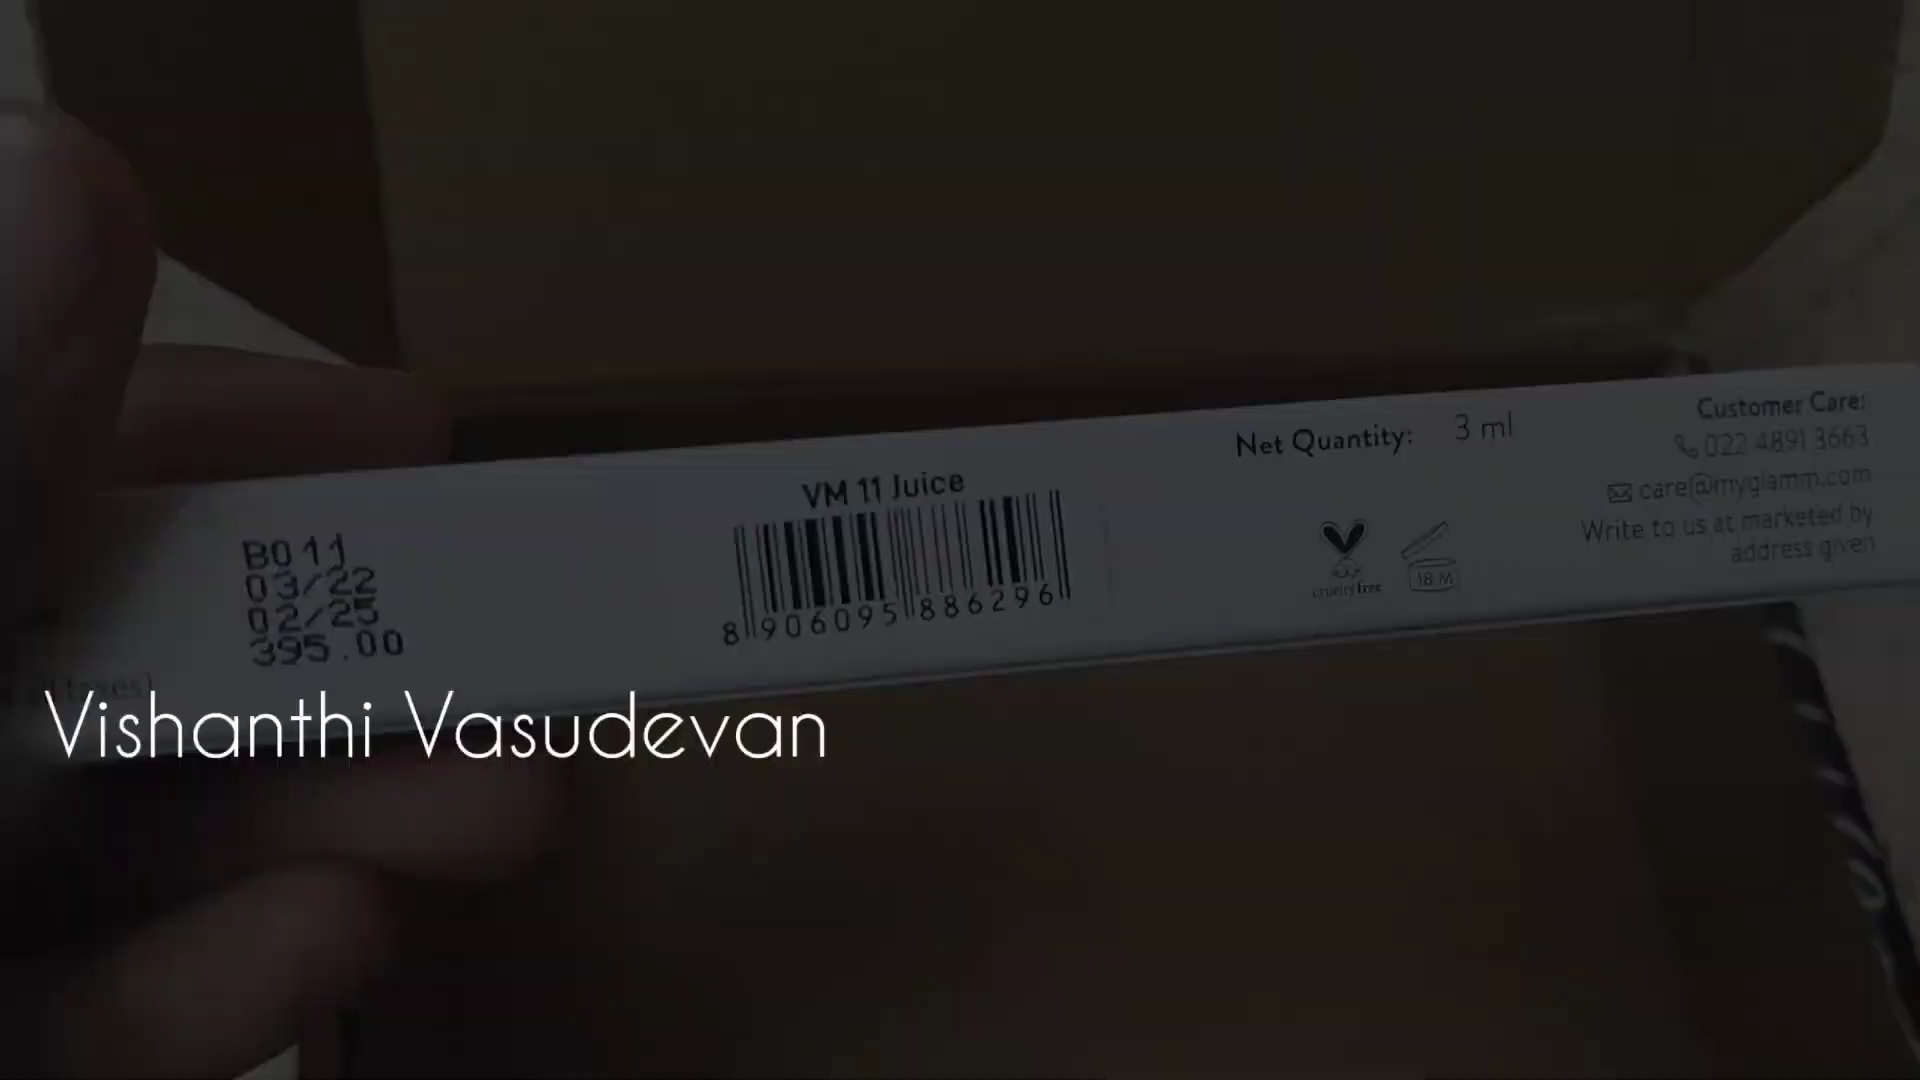 B011
03/22
02/25
395.00
VM 11 Juice
8 906095 886296
Net Quantity: 3 ml
cruelty free
18 M
Customer Care:
022 4891 3663
care@myglamm.com
Write to us at marketed by
address given
all taxes)
Vishanthi Vasudevan